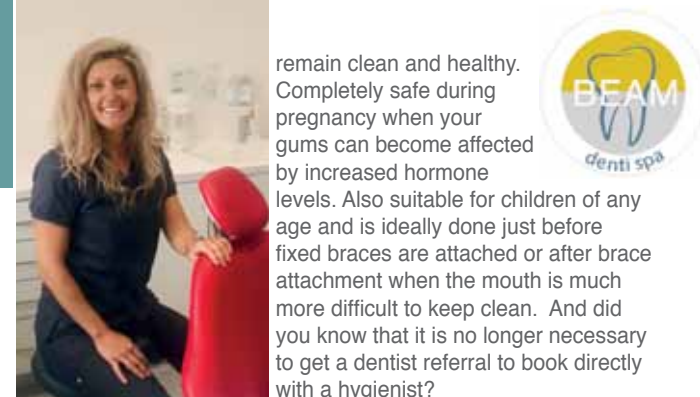 remain clean and healthy.
Completely safe during
pregnancy when your
gums can become affected
by increased hormone
levels. Also suitable for children of any
age and is ideally done just before
fixed braces are attached or after brace
attachment when the mouth is much
more difficult to keep clean.  And did
you know that it is no longer necessary
to get a dentist referral to book directly
with a hygienist?
BEAM
denti spa